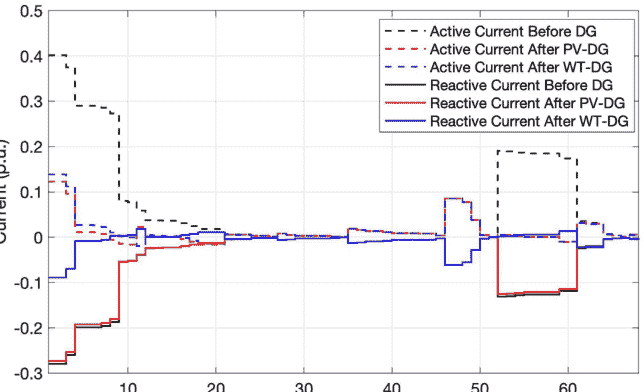 0.5
0.4
0.3
0.2
0.1
0
-0.1
-0.2
-0.3
Current (p.u.)
Active Current Before DG
Active Current After PV-DG
Active Current After WT-DG
Reactive Current Before DG
Reactive Current After PV-DG
Reactive Current After WT-DG
10
20
30
40
50
60